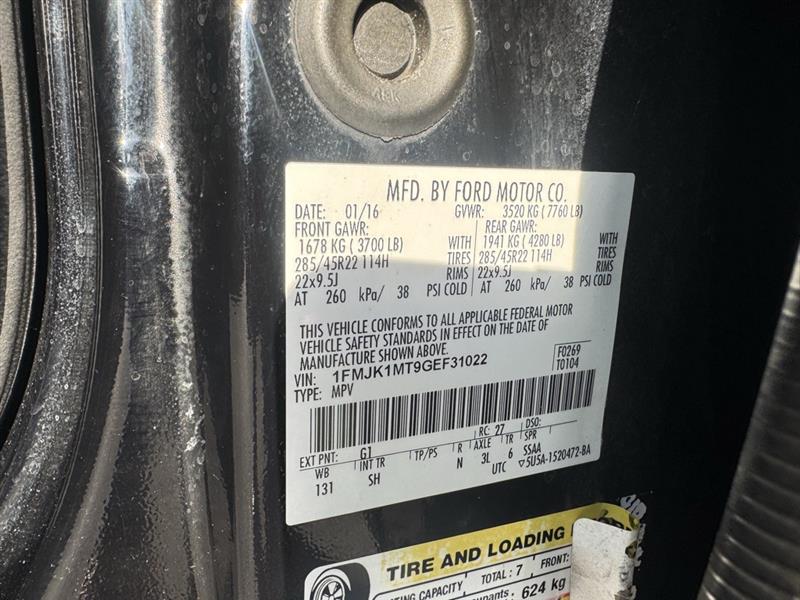 MFD. BY FORD MOTOR CO.
DATE: 01/16 GVWR: 3520 KG ( 7760 LB)
FRONT GAWR: REAR GAWR:
1678 KG ( 3700 LB) WITH 1941 KG ( 4280 LB) WITH
285/45R22 114H TIRES 285/45R22 114H TIRES
22x9.5J RIMS 22x9.5J RIMS
AT 260 kPa/ 38 PSI COLD AT 260 kPa/ 38 PSI COLD
THIS VEHICLE CONFORMS TO ALL APPLICABLE FEDERAL MOTOR
VEHICLE SAFETY STANDARDS IN EFFECT ON THE DATE OF
MANUFACTURE SHOWN ABOVE.
VIN: 1FMJK1MT9GEF31022 F0269
TYPE: MPV T0104
EXT PNT: G1 RC: 27 DSO:
WB INT TR TP/PS R AXLE TR SPR
131 SH N 3L 6 SSAA
UTC ▽5U5A-1520472-BA
TIRE AND LOADING
CAPACITY TOTAL: 7 FRONT:
624 kg